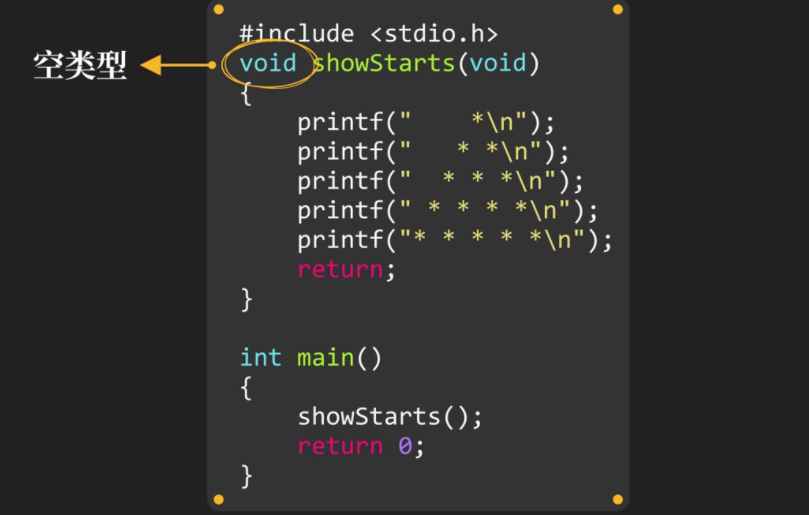 #include <stdio.h>
空类型
void showStarts(void)
{
    printf("    *\n");
    printf("   * *\n");
    printf("  * * *\n");
    printf(" * * * *\n");
    printf("* * * * *\n");
    return;
}
int main()
{
    showStarts();
    return 0;
}